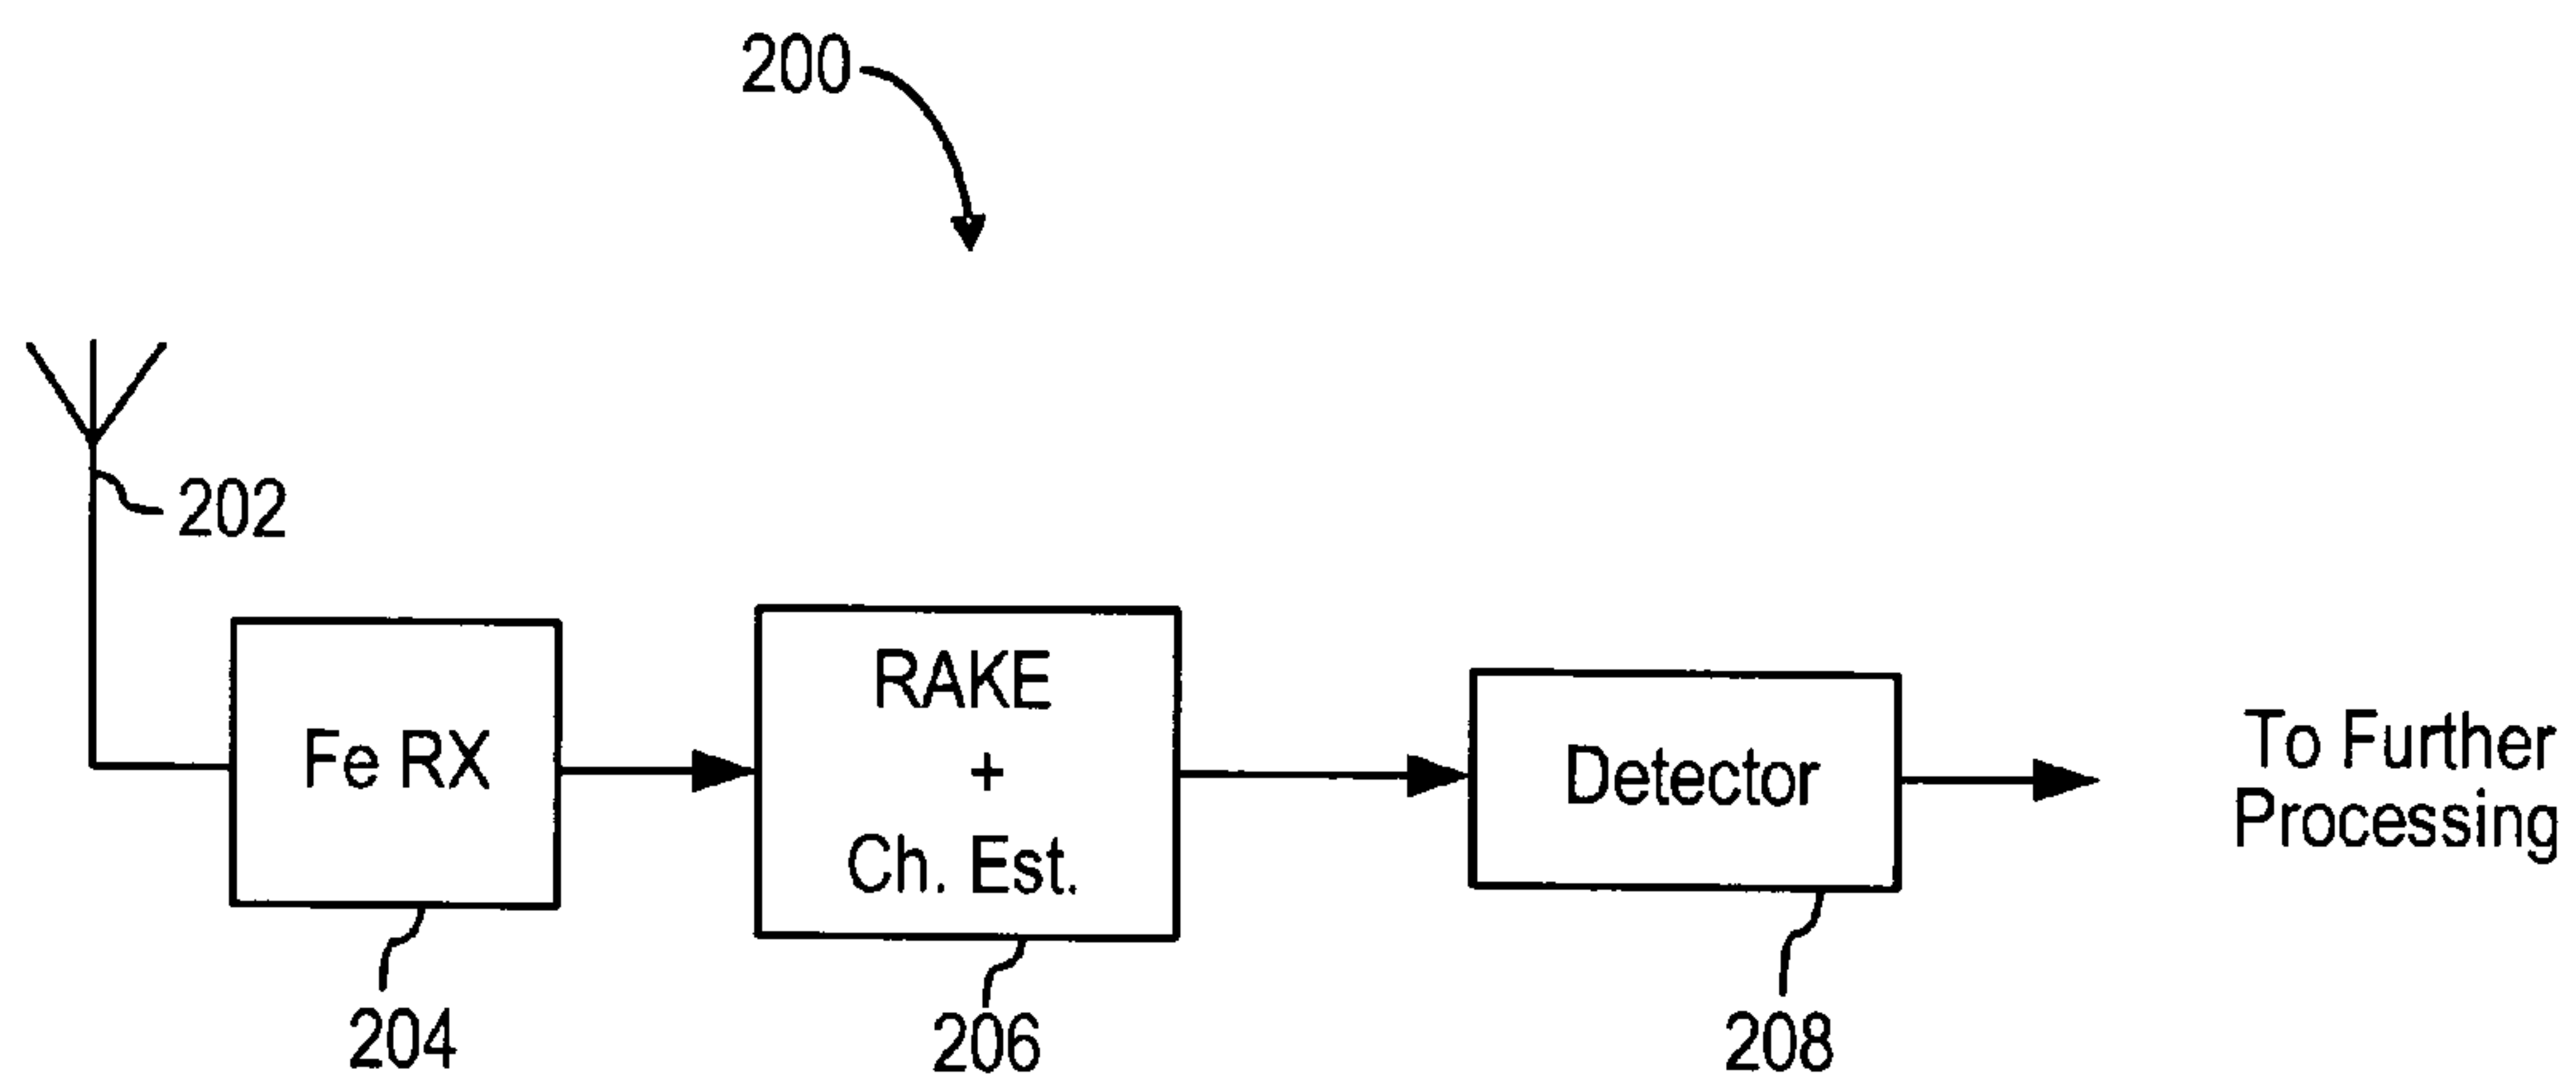 200
202
Fe RX
RAKE
+
Ch. Est.
Detector
To Further
Processing
204
206
208